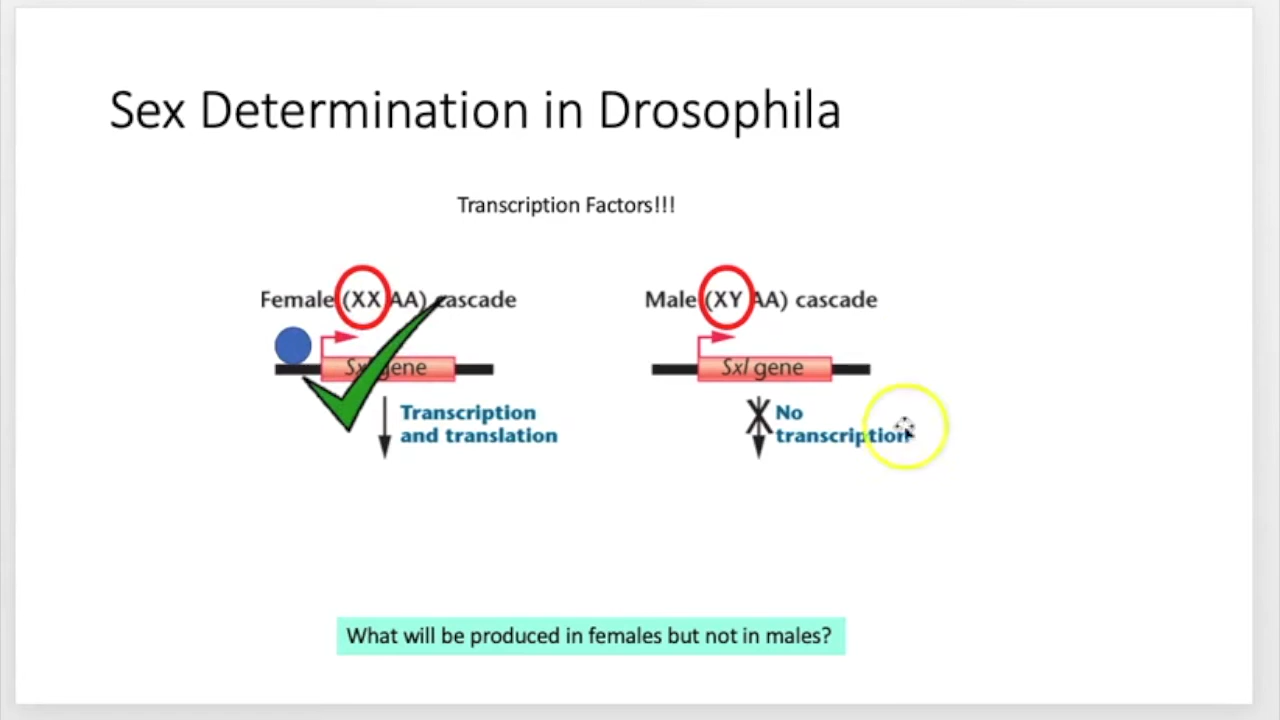 Sex Determination in Drosophila
Transcription Factors!!!
Female (XX AA) cascade
Male (XY AA) cascade
Sxl gene
Sxl gene
Transcription
and translation
No
transcription
What will be produced in females but not in males?